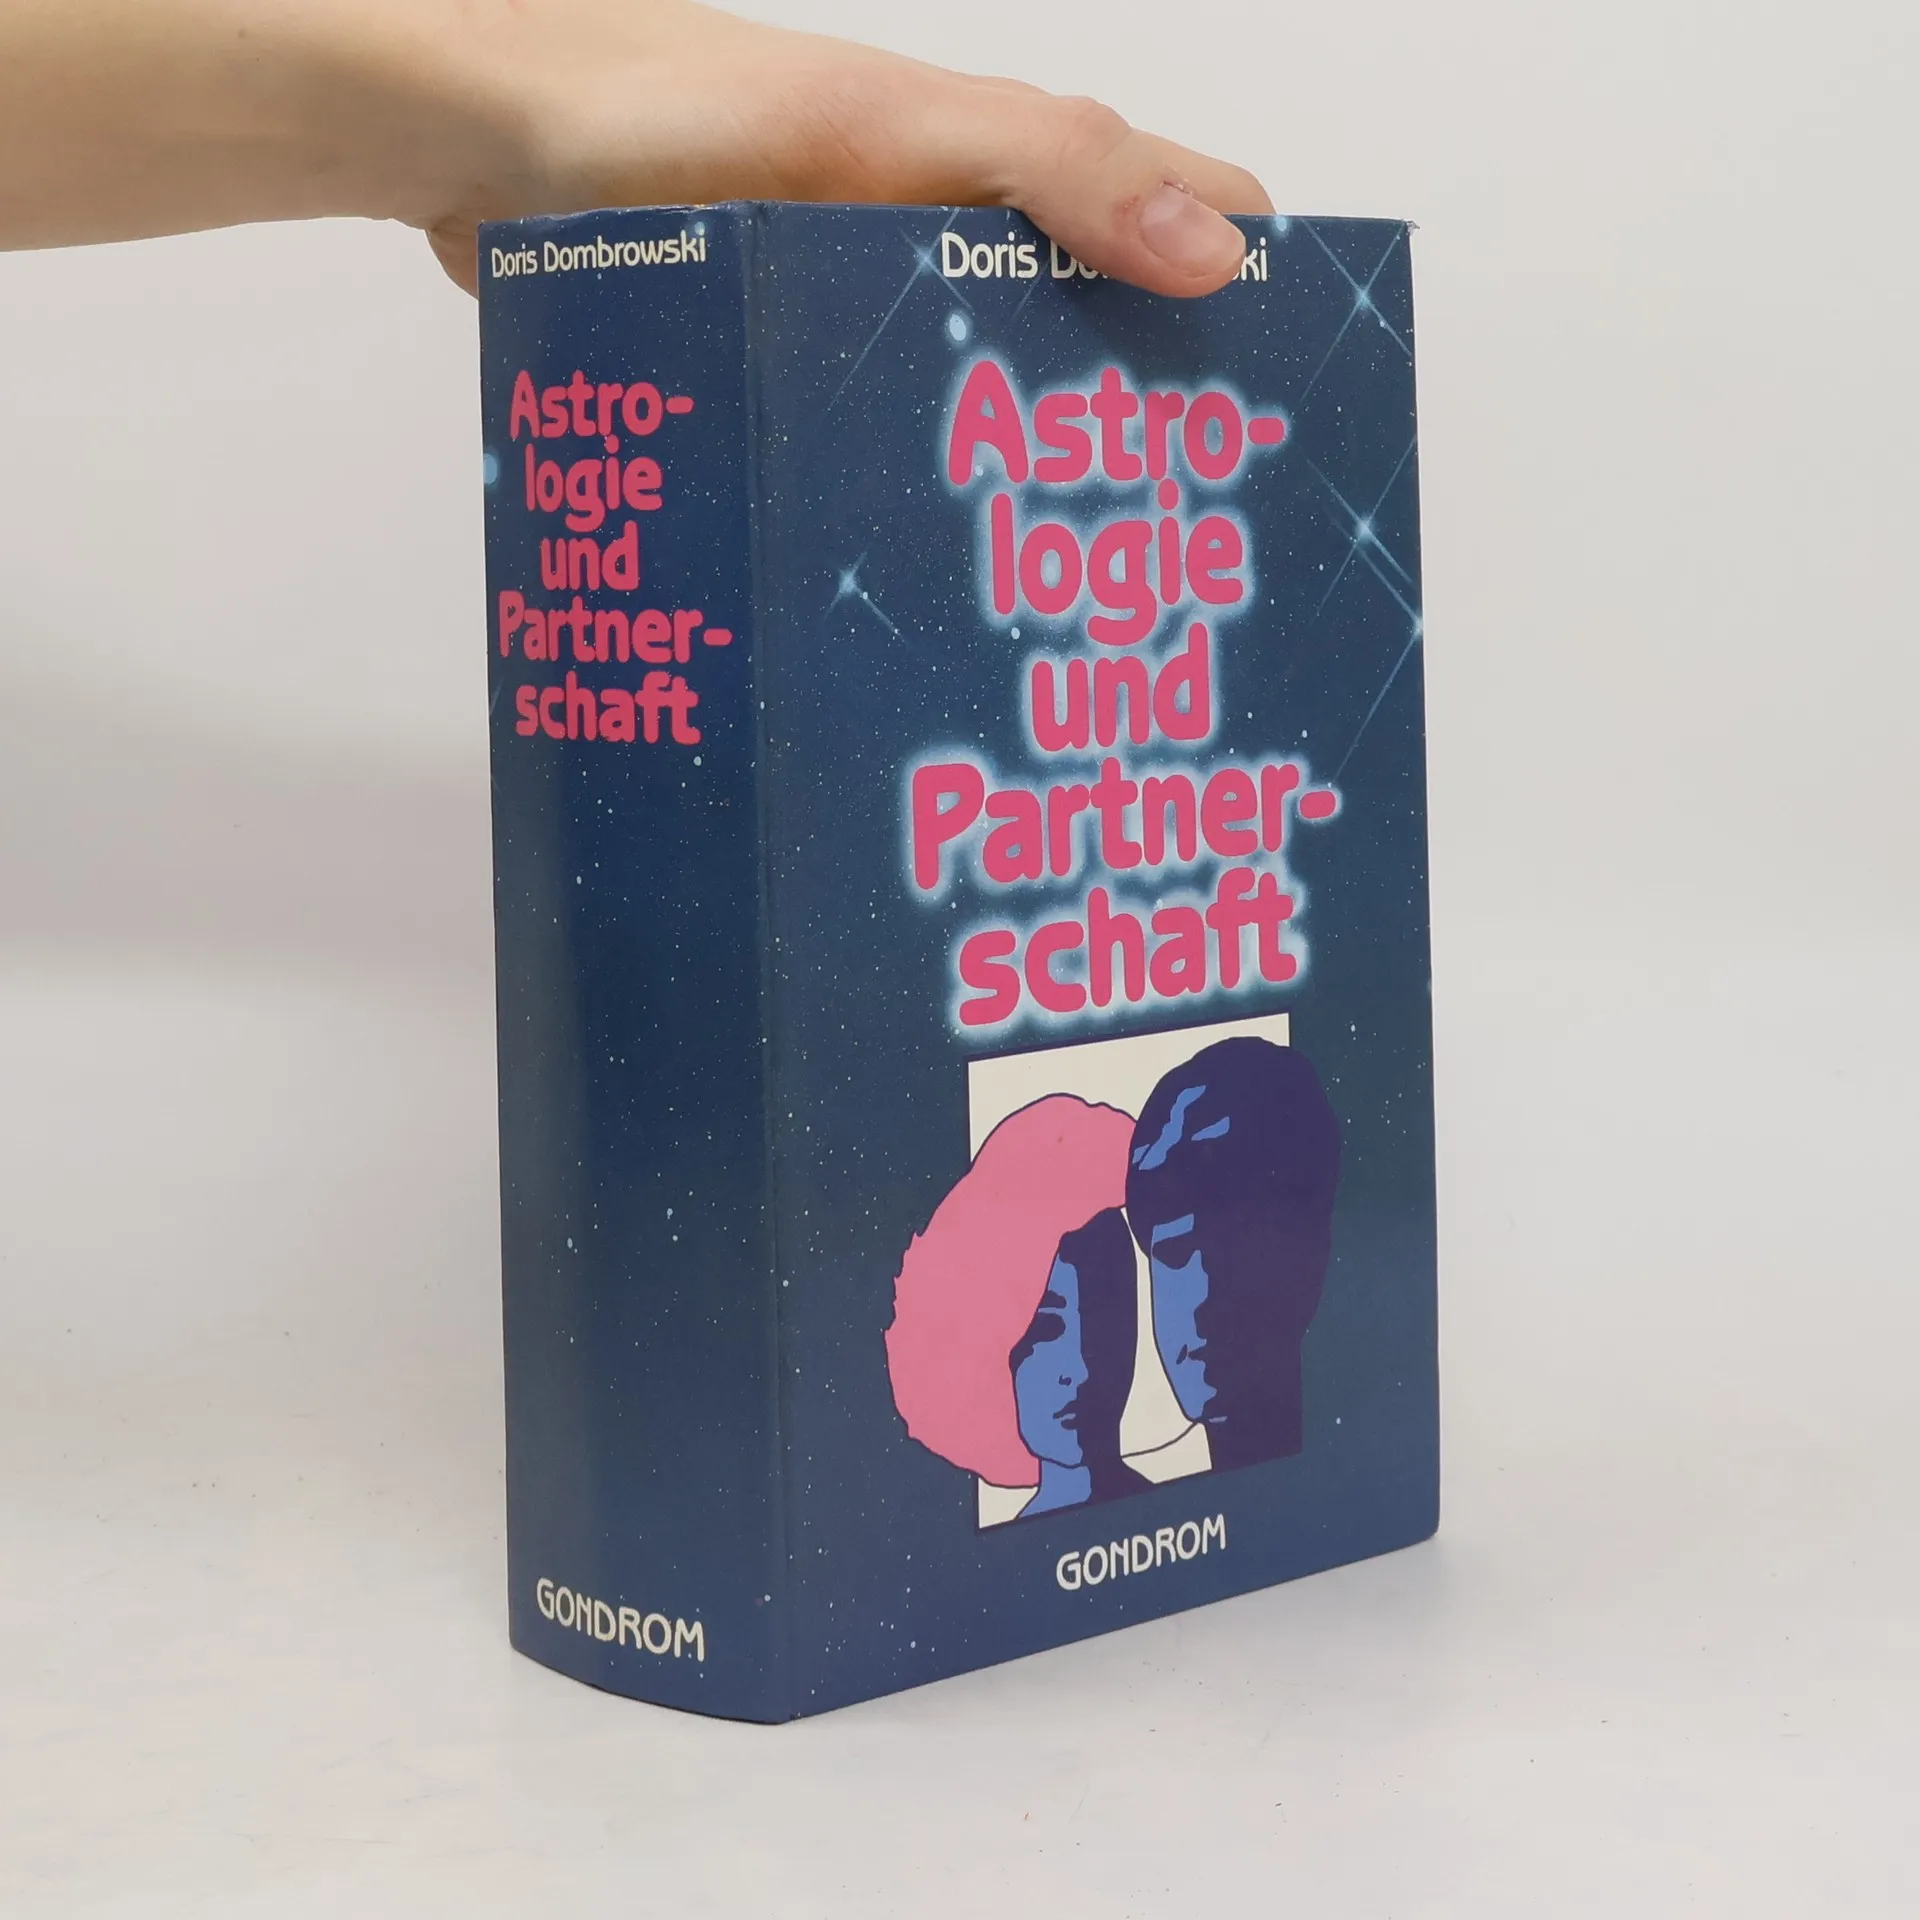 Doris Dombrowski
Astro-
logie
und
Partner-
schaft
GONDROM
Doris
Astro-
logie
und
Partner-
schaft
GONDROM